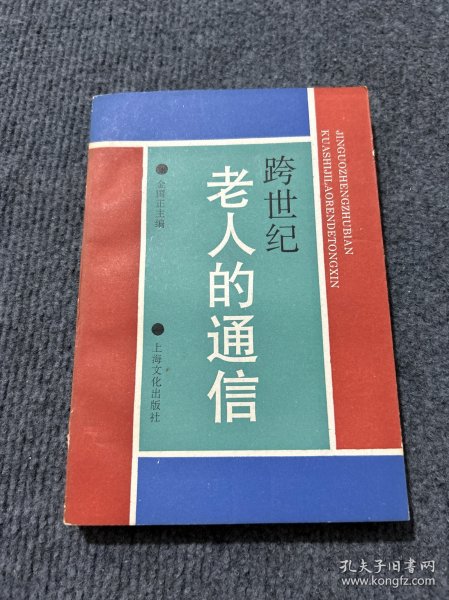 跨世纪
老人的通信
金国正主编
上海文化出版社
JINGUOZHENGZHUBIAN
KUASHIJILAORENDETONGXIN
孔夫子旧书网
www.kongfz.com